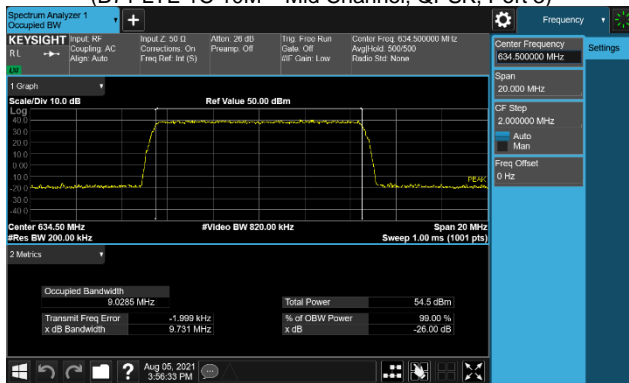 (B71 LTE 1C 10M – Mid Channel, QPSK, Port 3)
Spectrum Analyzer 1
Occupied BW
Frequency
KEYSIGHT
RL
Input: RF
Coupling: AC
Align: Auto
Input Z: 50 Ω
Corrections: On
Freq Ref: Int (S)
Atten: 26 dB
Preamp: Off
Trig: Free Run
Gate: Off
#IF Gain: Low
Center Freq: 634.500000 MHz
Avg|Hold: 500/500
Radio Std: None
Center Frequency
634.500000 MHz
Settings
Span
20.000 MHz
CF Step
2.000000 MHz
Auto
Man
Freq Offset
0 Hz
1 Graph
Scale/Div 10.0 dB
Ref Value 50.00 dBm
Log
40.0
30.0
20.0
10.0
0.00
-10.0
-20.0
-30.0
-40.0
PEAK
Center 634.50 MHz
#Video BW 820.00 kHz
Span 20 MHz
#Res BW 200.00 kHz
Sweep 1.00 ms (1001 pts)
2 Metrics
Occupied Bandwidth
9.0285 MHz
Total Power 54.5 dBm
Transmit Freq Error -1.999 kHz
% of OBW Power 99.00 %
x dB Bandwidth 9.731 MHz
x dB -26.00 dB
Aug 05, 2021
3:56:33 PM